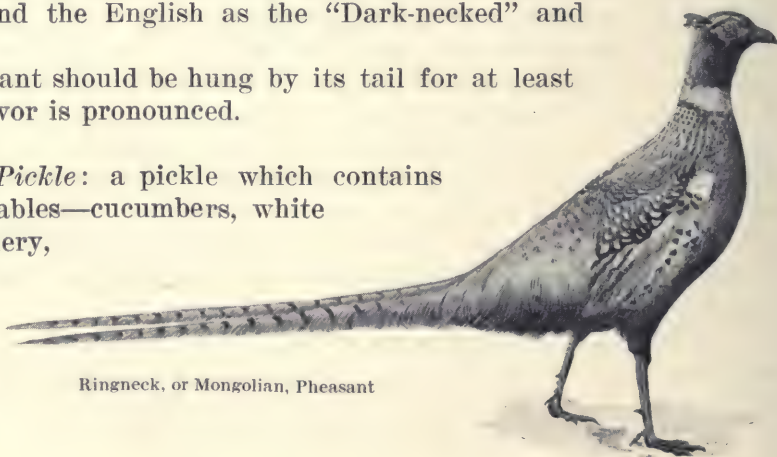 nd the English as the “Dark-necked” and
ant should be hung by its tail for at least
vor is pronounced.
Pickle: a pickle which contains
ables—cucumbers, white
ery,
Ringneck, or Mongolian, Pheasant